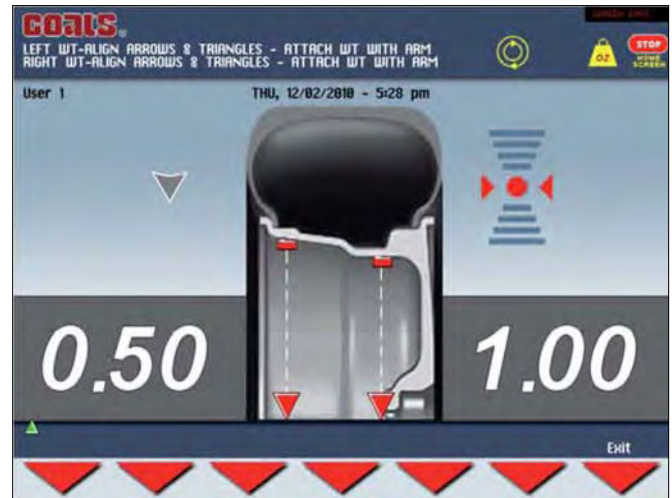 COATS®
LEFT WT-ALIGN ARROWS & TRIANGLES - ATTACH WT WITH ARM
RIGHT WT-ALIGN ARROWS & TRIANGLES - ATTACH WT WITH ARM
OZ
STOP
HOME
SCREEN
User 1
THU, 12/02/2010 - 5:28 pm
0.50
1.00
Exit